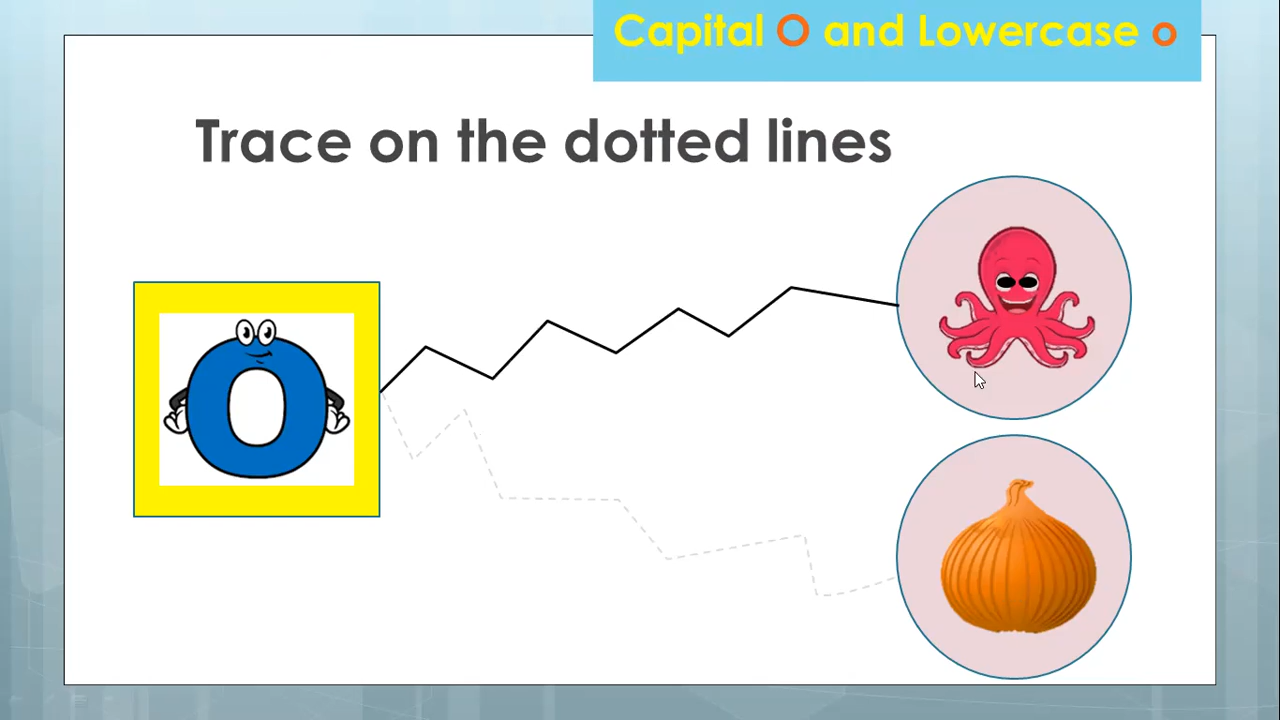 Capital O and Lowercase o
Trace on the dotted lines
O